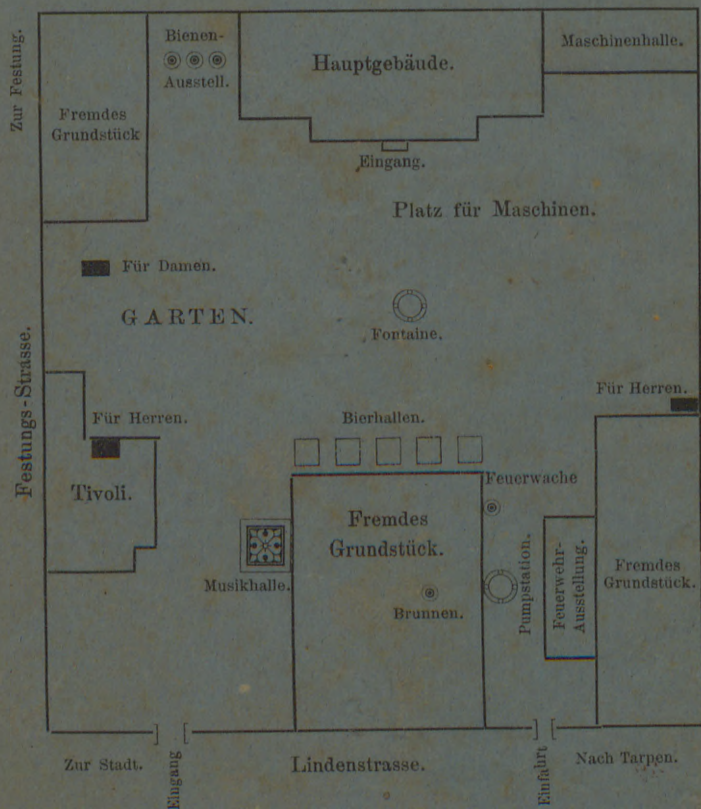 Zur Festung.
Bienen-
Ausstell.
Hauptgebäude.
Maschinenhalle.
Fremdes
Grundstück
Eingang.
Platz für Maschinen.
Für Damen.
GARTEN.
Fontaine.
Festungs-Strasse.
Für Herren.
Für Herren.
Bierhallen.
Tivoli.
Feuerwache
Fremdes
Grundstück.
Musikhalle.
Brunnen.
Pumpstation.
Feuerwehr-
Ausstellung.
Fremdes
Grundstück.
Zur Stadt.
Eingang
Lindenstrasse.
Einfahrt
Nach Tarpen.